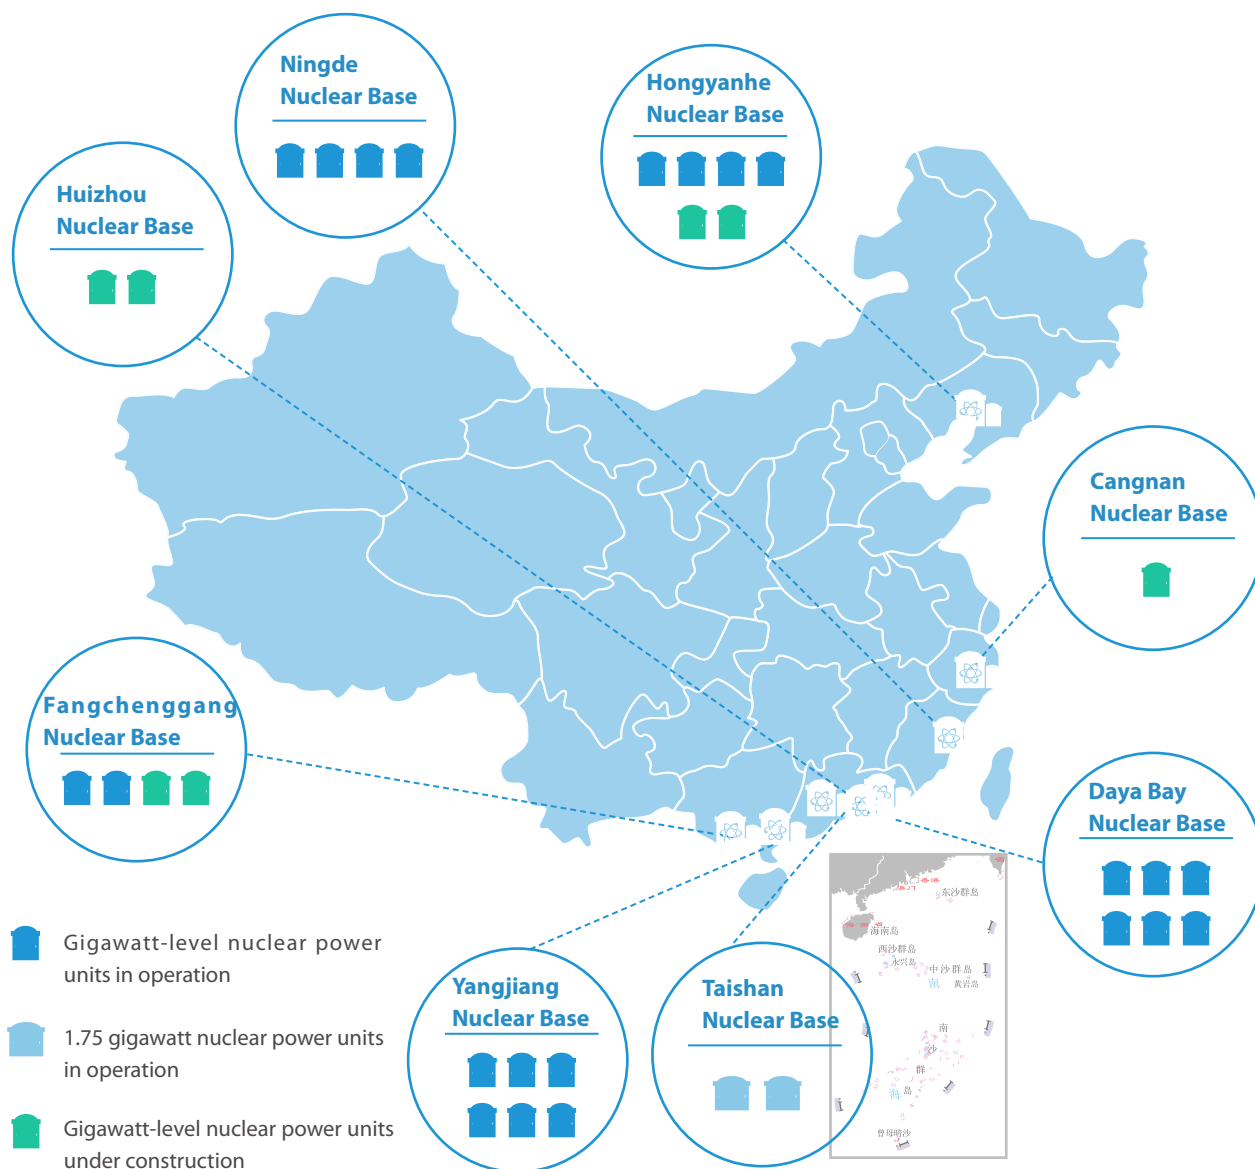 Ningde
Nuclear Base
Hongyanhe
Nuclear Base
Huizhou
Nuclear Base
Cangnan
Nuclear Base
Fangchenggang
Nuclear Base
Daya Bay
Nuclear Base
Yangjiang
Nuclear Base
Taishan
Nuclear Base
Gigawatt-level nuclear power
units in operation
1.75 gigawatt nuclear power units
in operation
Gigawatt-level nuclear power units
under construction
东沙群岛
海南岛
西沙群岛
永兴岛
中沙群岛
黄岩岛
南
沙
群
岛
海
曾母暗沙